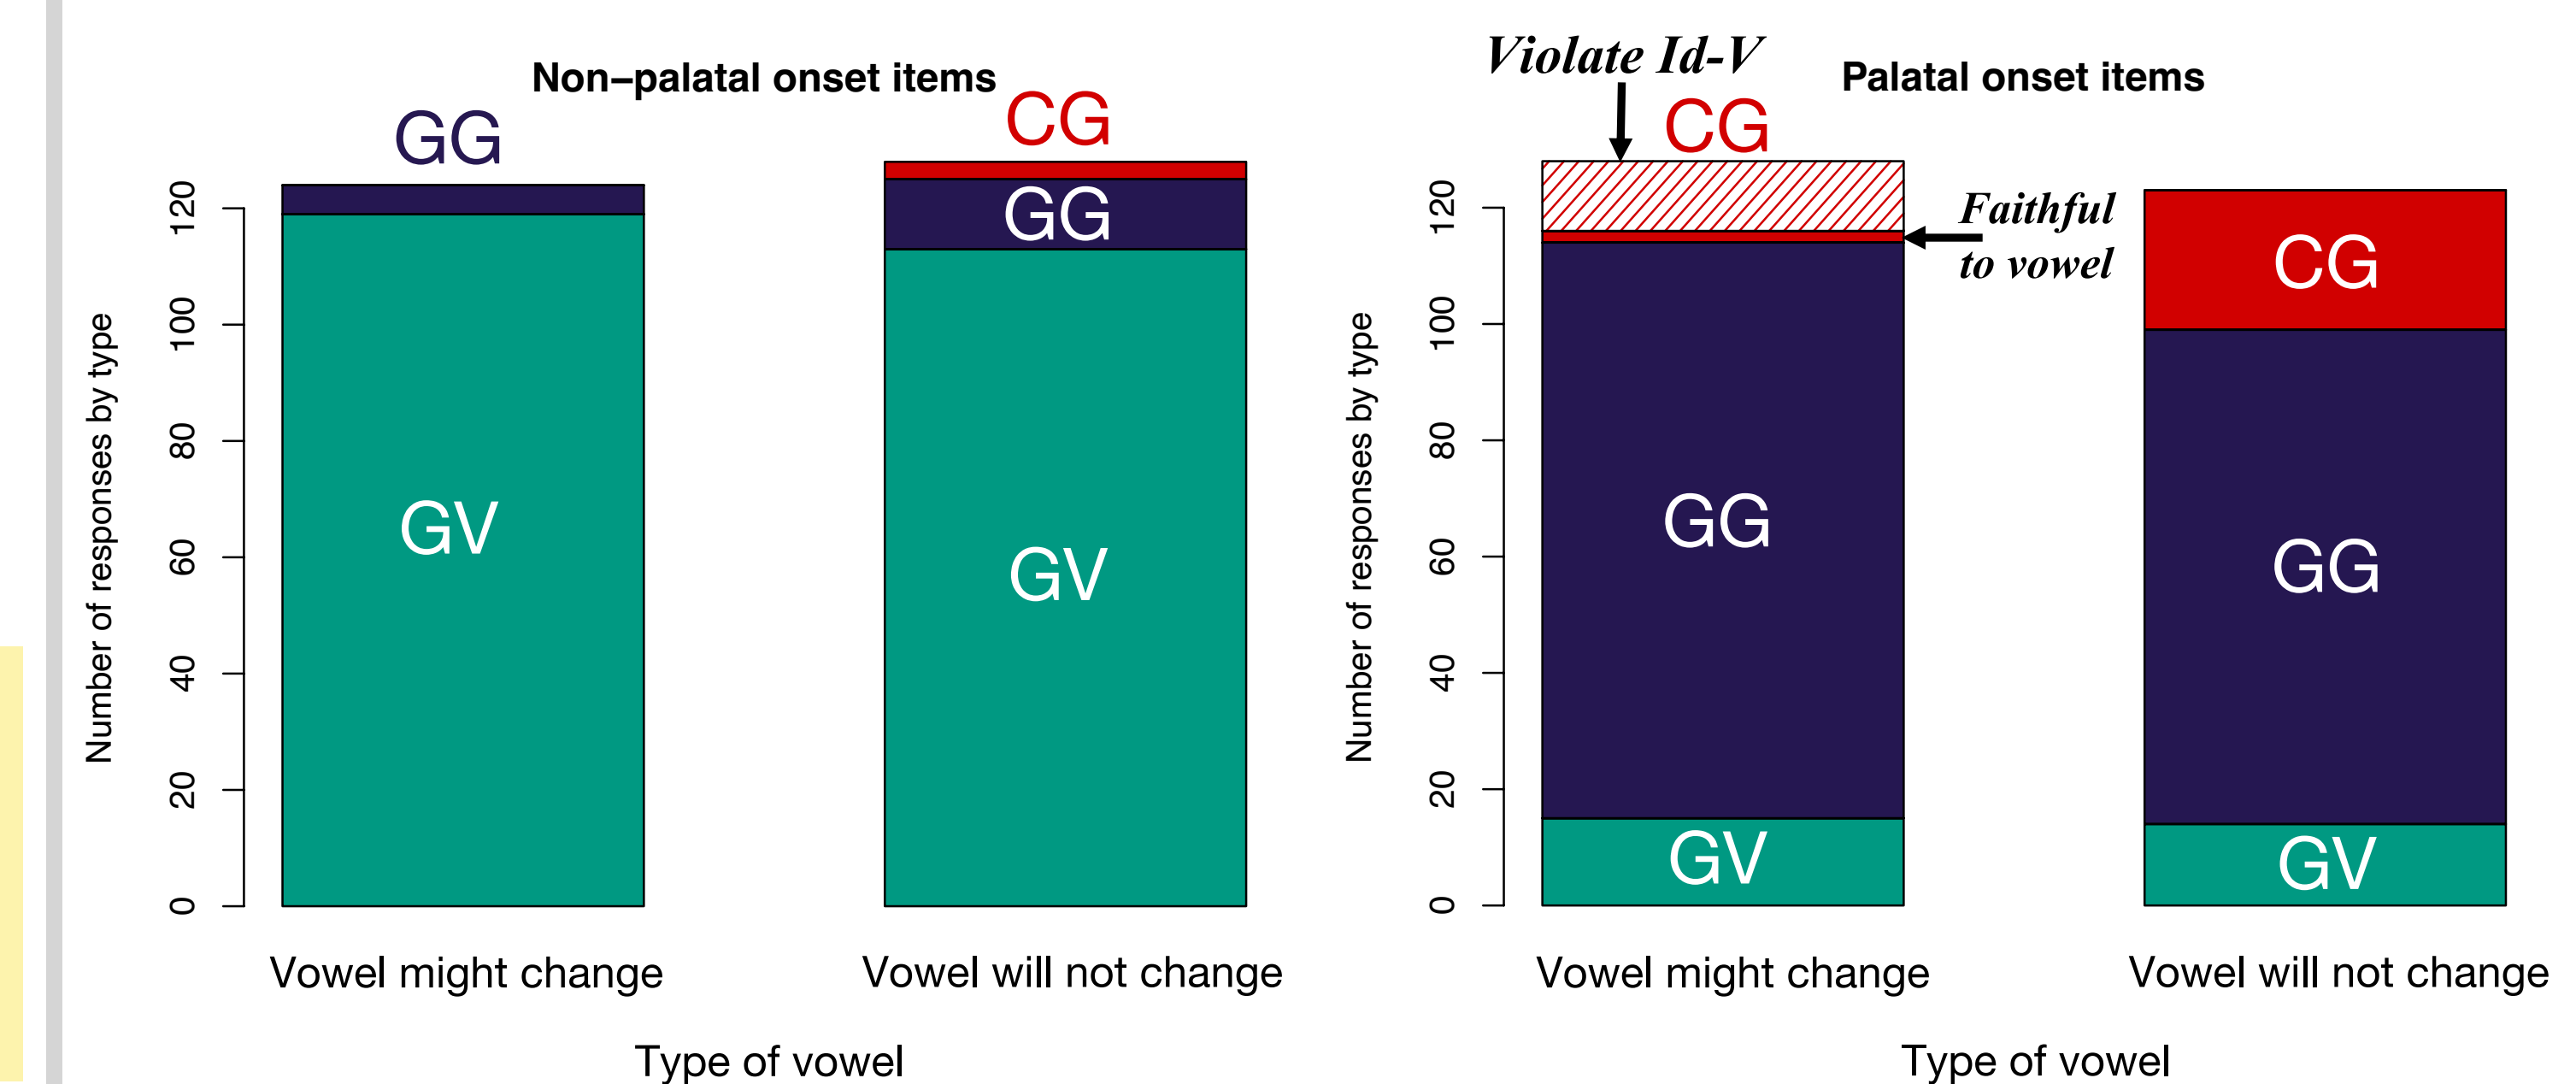 Non–palatal onset items
GG
CG
GG
GV
GV
Number of responses by type
0
20
40
60
80
100
120
Vowel might change
Vowel will not change
Type of vowel
Violate Id-V
Palatal onset items
CG
Faithful
to vowel
CG
GG
GG
GV
GV
Number of responses by type
0
20
40
60
80
100
120
Vowel might change
Vowel will not change
Type of vowel